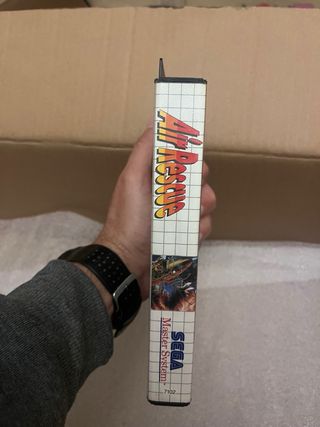 Air Rescue
SEGA
Master System
7102